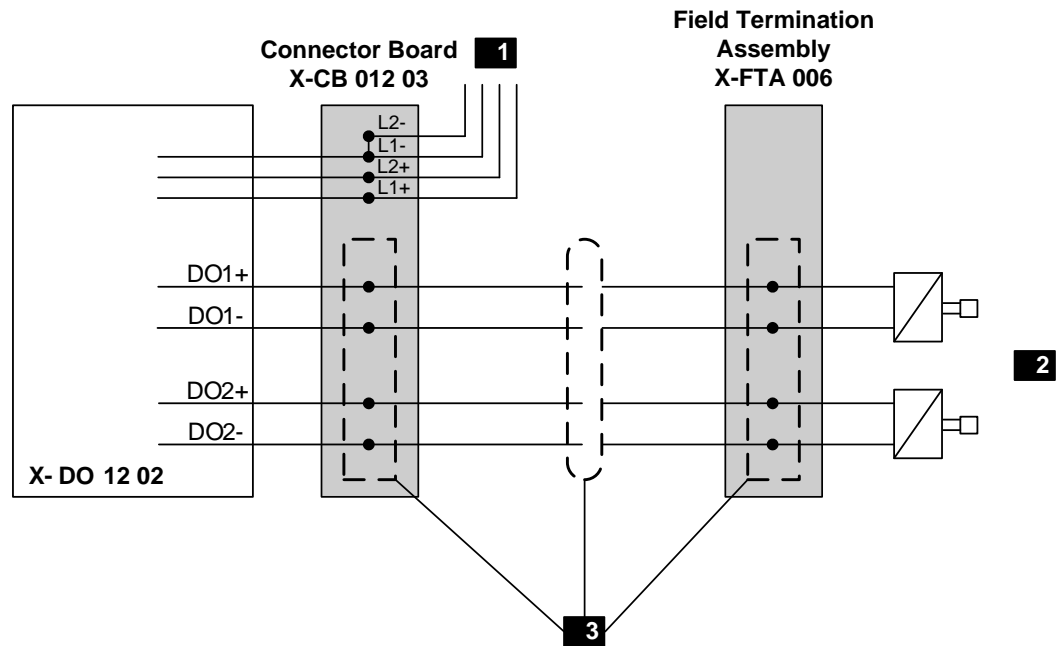 Field Termination
Assembly
X-FTA 006
Connector Board
X-CB 012 03
1
L2-
L1-
L2+
L1+
DO1+
DO1-
2
DO2+
DO2-
X- DO 12 02
3